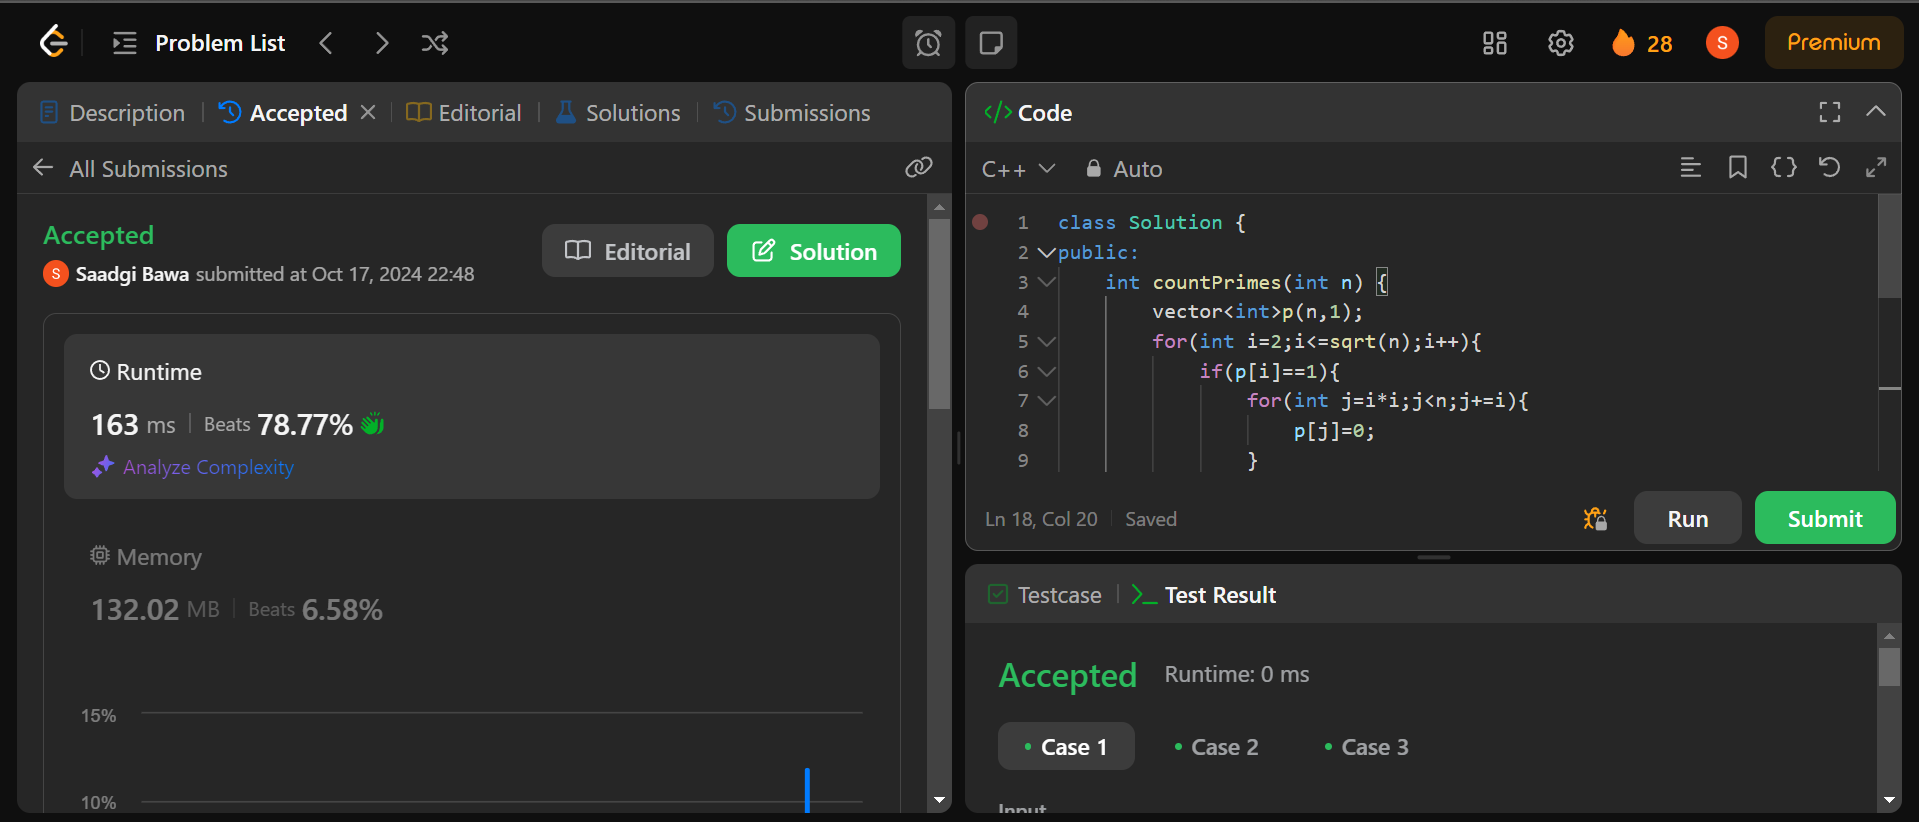 Problem List
28
S
Premium
Description
Accepted
Editorial
Solutions
Submissions
All Submissions
Accepted
S Saadgi Bawa submitted at Oct 17, 2024 22:48
Editorial
Solution
Runtime
163 ms
Beats 78.77%
Analyze Complexity
Memory
132.02 MB
Beats 6.58%
15%
10%
</> Code
C++
Auto
1 class Solution {
2 public:
3 int countPrimes(int n) {
4 vector<int>p(n,1);
5 for(int i=2;i<=sqrt(n);i++){
6 if(p[i]==1){
7 for(int j=i*i;j<n;j+=i){
8 p[j]=0;
9 }
Ln 18, Col 20
Saved
Run
Submit
Testcase
Test Result
Accepted
Runtime: 0 ms
Case 1
Case 2
Case 3
Input